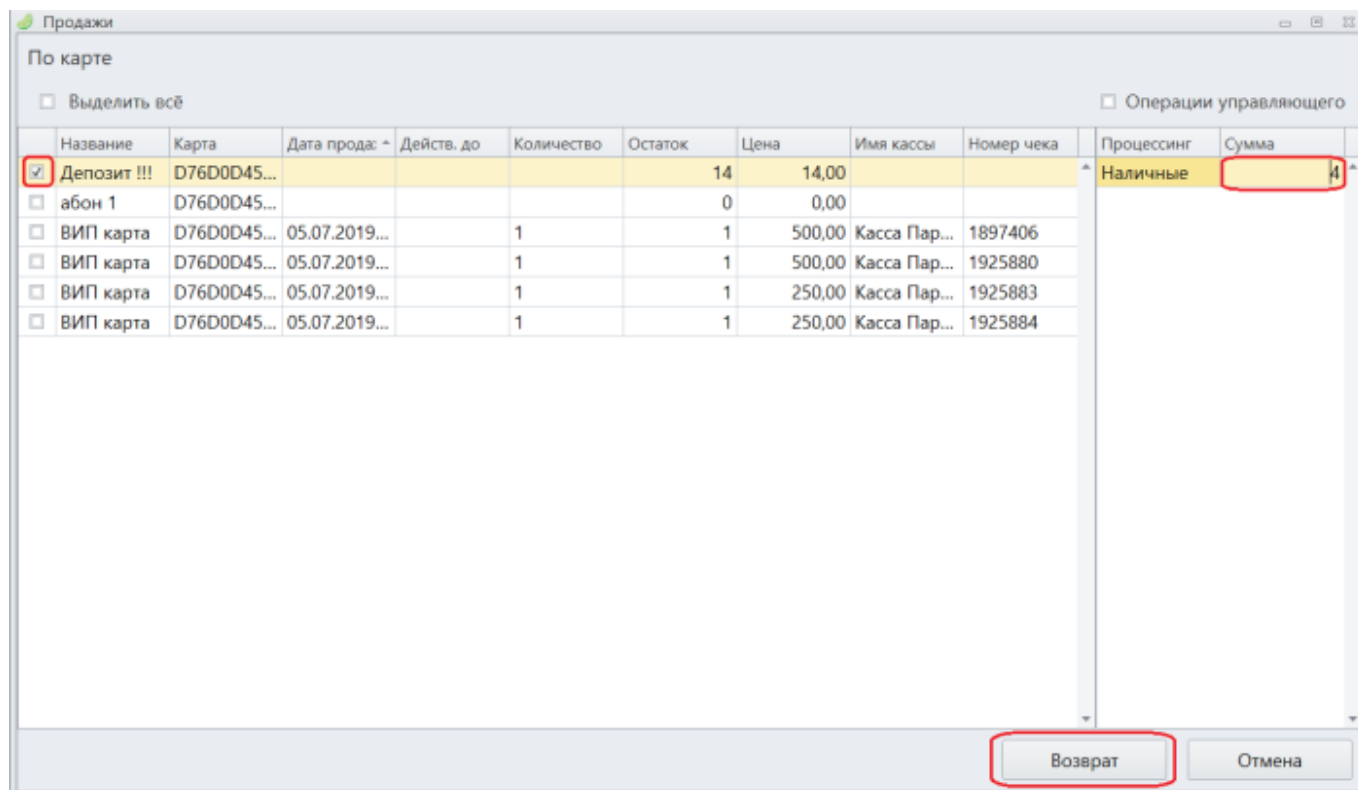 Продажи
По карте
Выделить всё Операции управляющего
Название Карта Дата прода: Действ. до Количество Остаток Цена Имя кассы Номер чека Процессинг Сумма
Депозит !!! D76D0D45... 14 14,00 Наличные 4
абон 1 D76D0D45... 0 0,00
ВИП карта D76D0D45... 05.07.2019... 1 1 500,00 Касса Пар... 1897406
ВИП карта D76D0D45... 05.07.2019... 1 1 500,00 Касса Пар... 1925880
ВИП карта D76D0D45... 05.07.2019... 1 1 250,00 Касса Пар... 1925883
ВИП карта D76D0D45... 05.07.2019... 1 1 250,00 Касса Пар... 1925884
Возврат Отмена